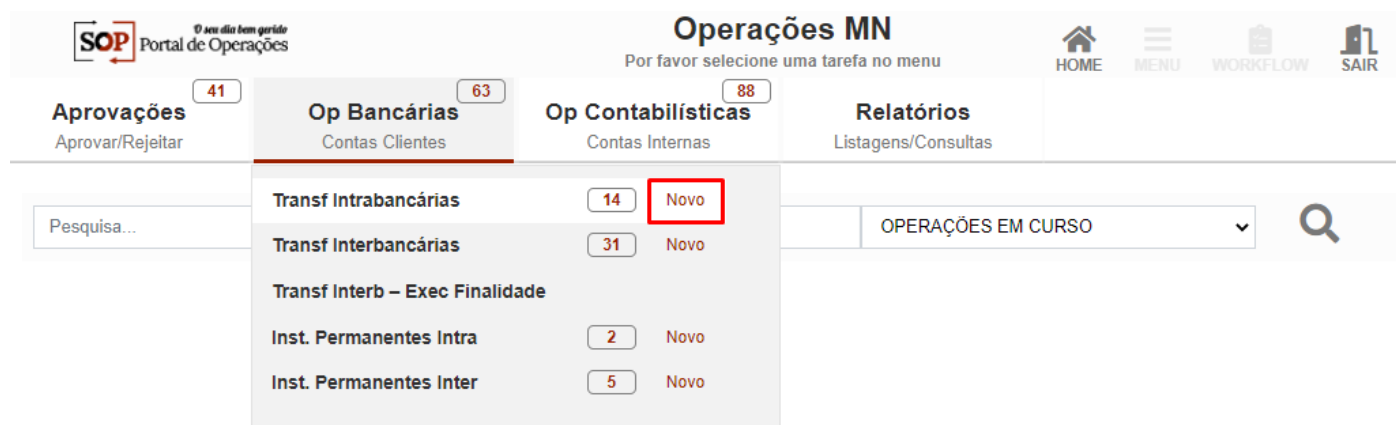 O seu dia bem gerido
SOP Portal de Operações
Operações MN
Por favor selecione uma tarefa no menu
HOME
MENU
WORKFLOW
SAIR
41
Aprovações
Aprovar/Rejeitar
63
Op Bancárias
Contas Clientes
88
Op Contabilísticas
Contas Internas
Relatórios
Listagens/Consultas
Pesquisa...
OPERAÇÕES EM CURSO
Transf Intrabancárias 14 Novo
Transf Interbancárias 31 Novo
Transf Interb – Exec Finalidade
Inst. Permanentes Intra 2 Novo
Inst. Permanentes Inter 5 Novo